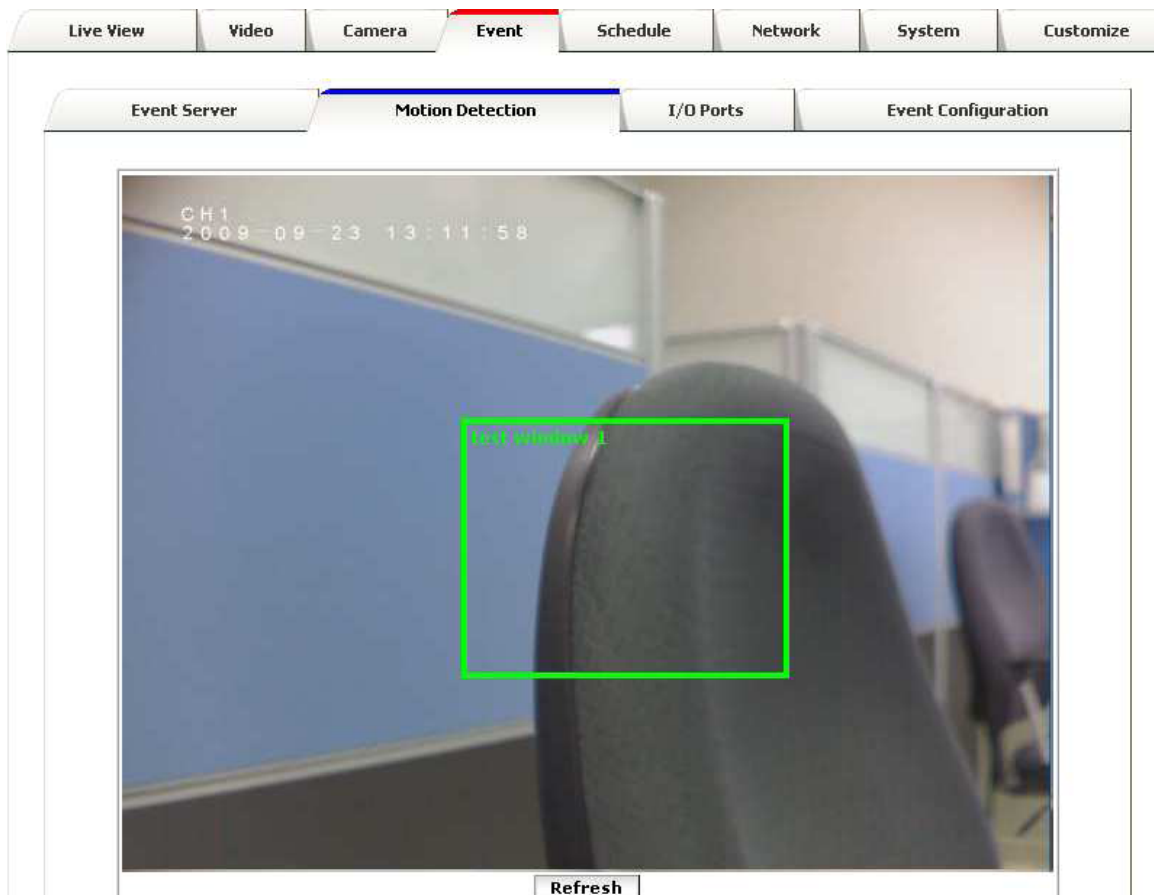 Live View Video Camera Event Schedule Network System Customize
Event Server Motion Detection I/O Ports Event Configuration
CH1
2009-09-23 13:11:58
test window 1
Refresh